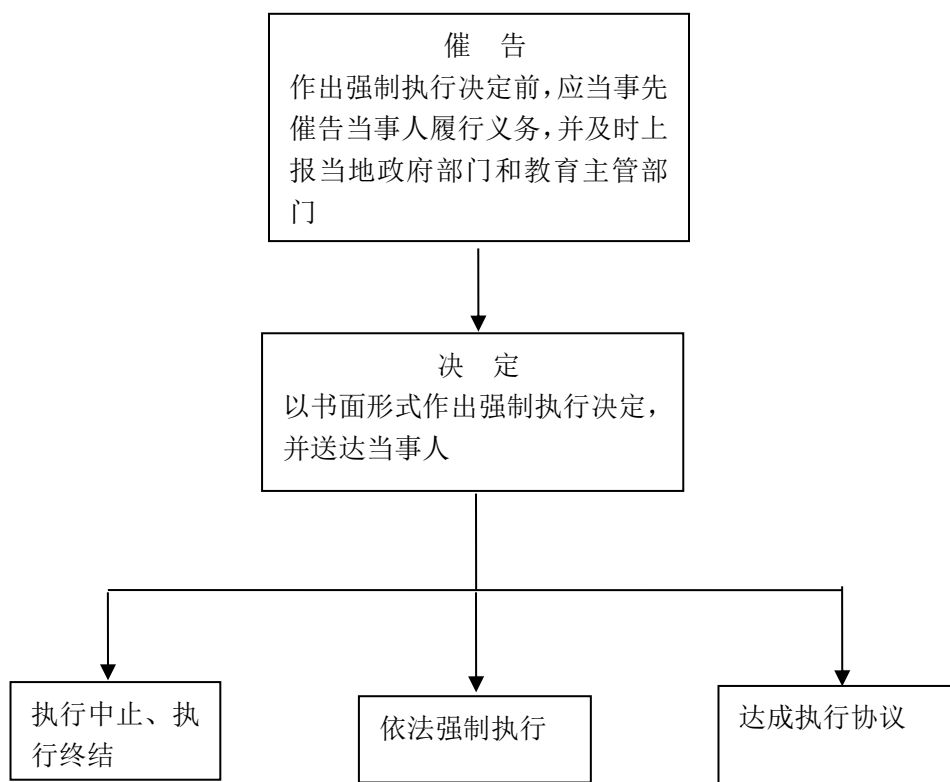 催 告
作出强制执行决定前，应当事先
催告当事人履行义务，并及时上
报当地政府部门和教育主管部
门
决 定
以书面形式作出强制执行决定，
并送达当事人
执行中止、执
行终结
依法强制执行
达成执行协议